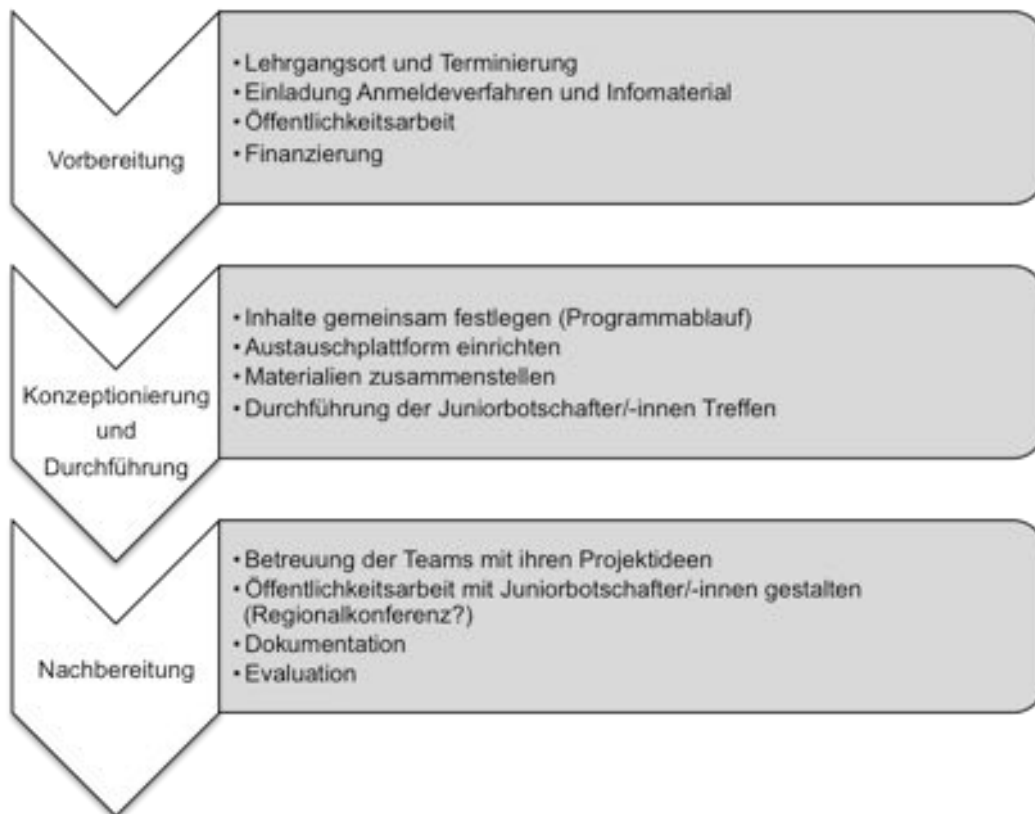 Vorbereitung
• Lehrgangsort und Terminierung
• Einladung Anmeldeverfahren und Infomaterial
• Öffentlichkeitsarbeit
• Finanzierung
Konzeptionierung
und
Durchführung
• Inhalte gemeinsam festlegen (Programmablauf)
• Austauschplattform einrichten
• Materialien zusammenstellen
• Durchführung der Juniorbotschafter/-innen Treffen
Nachbereitung
• Betreuung der Teams mit ihren Projektideen
• Öffentlichkeitsarbeit mit Juniorbotschafter/-innen gestalten
(Regionalkonferenz?)
• Dokumentation
• Evaluation